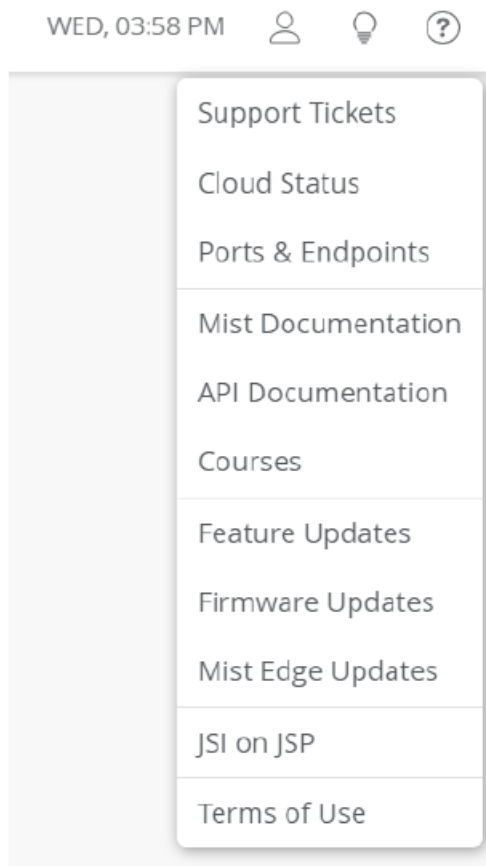 WED, 03:58 PM ?
Support Tickets
Cloud Status
Ports & Endpoints
Mist Documentation
API Documentation
Courses
Feature Updates
Firmware Updates
Mist Edge Updates
JSI on JSP
Terms of Use